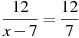 12/(x − 7) = 12/7